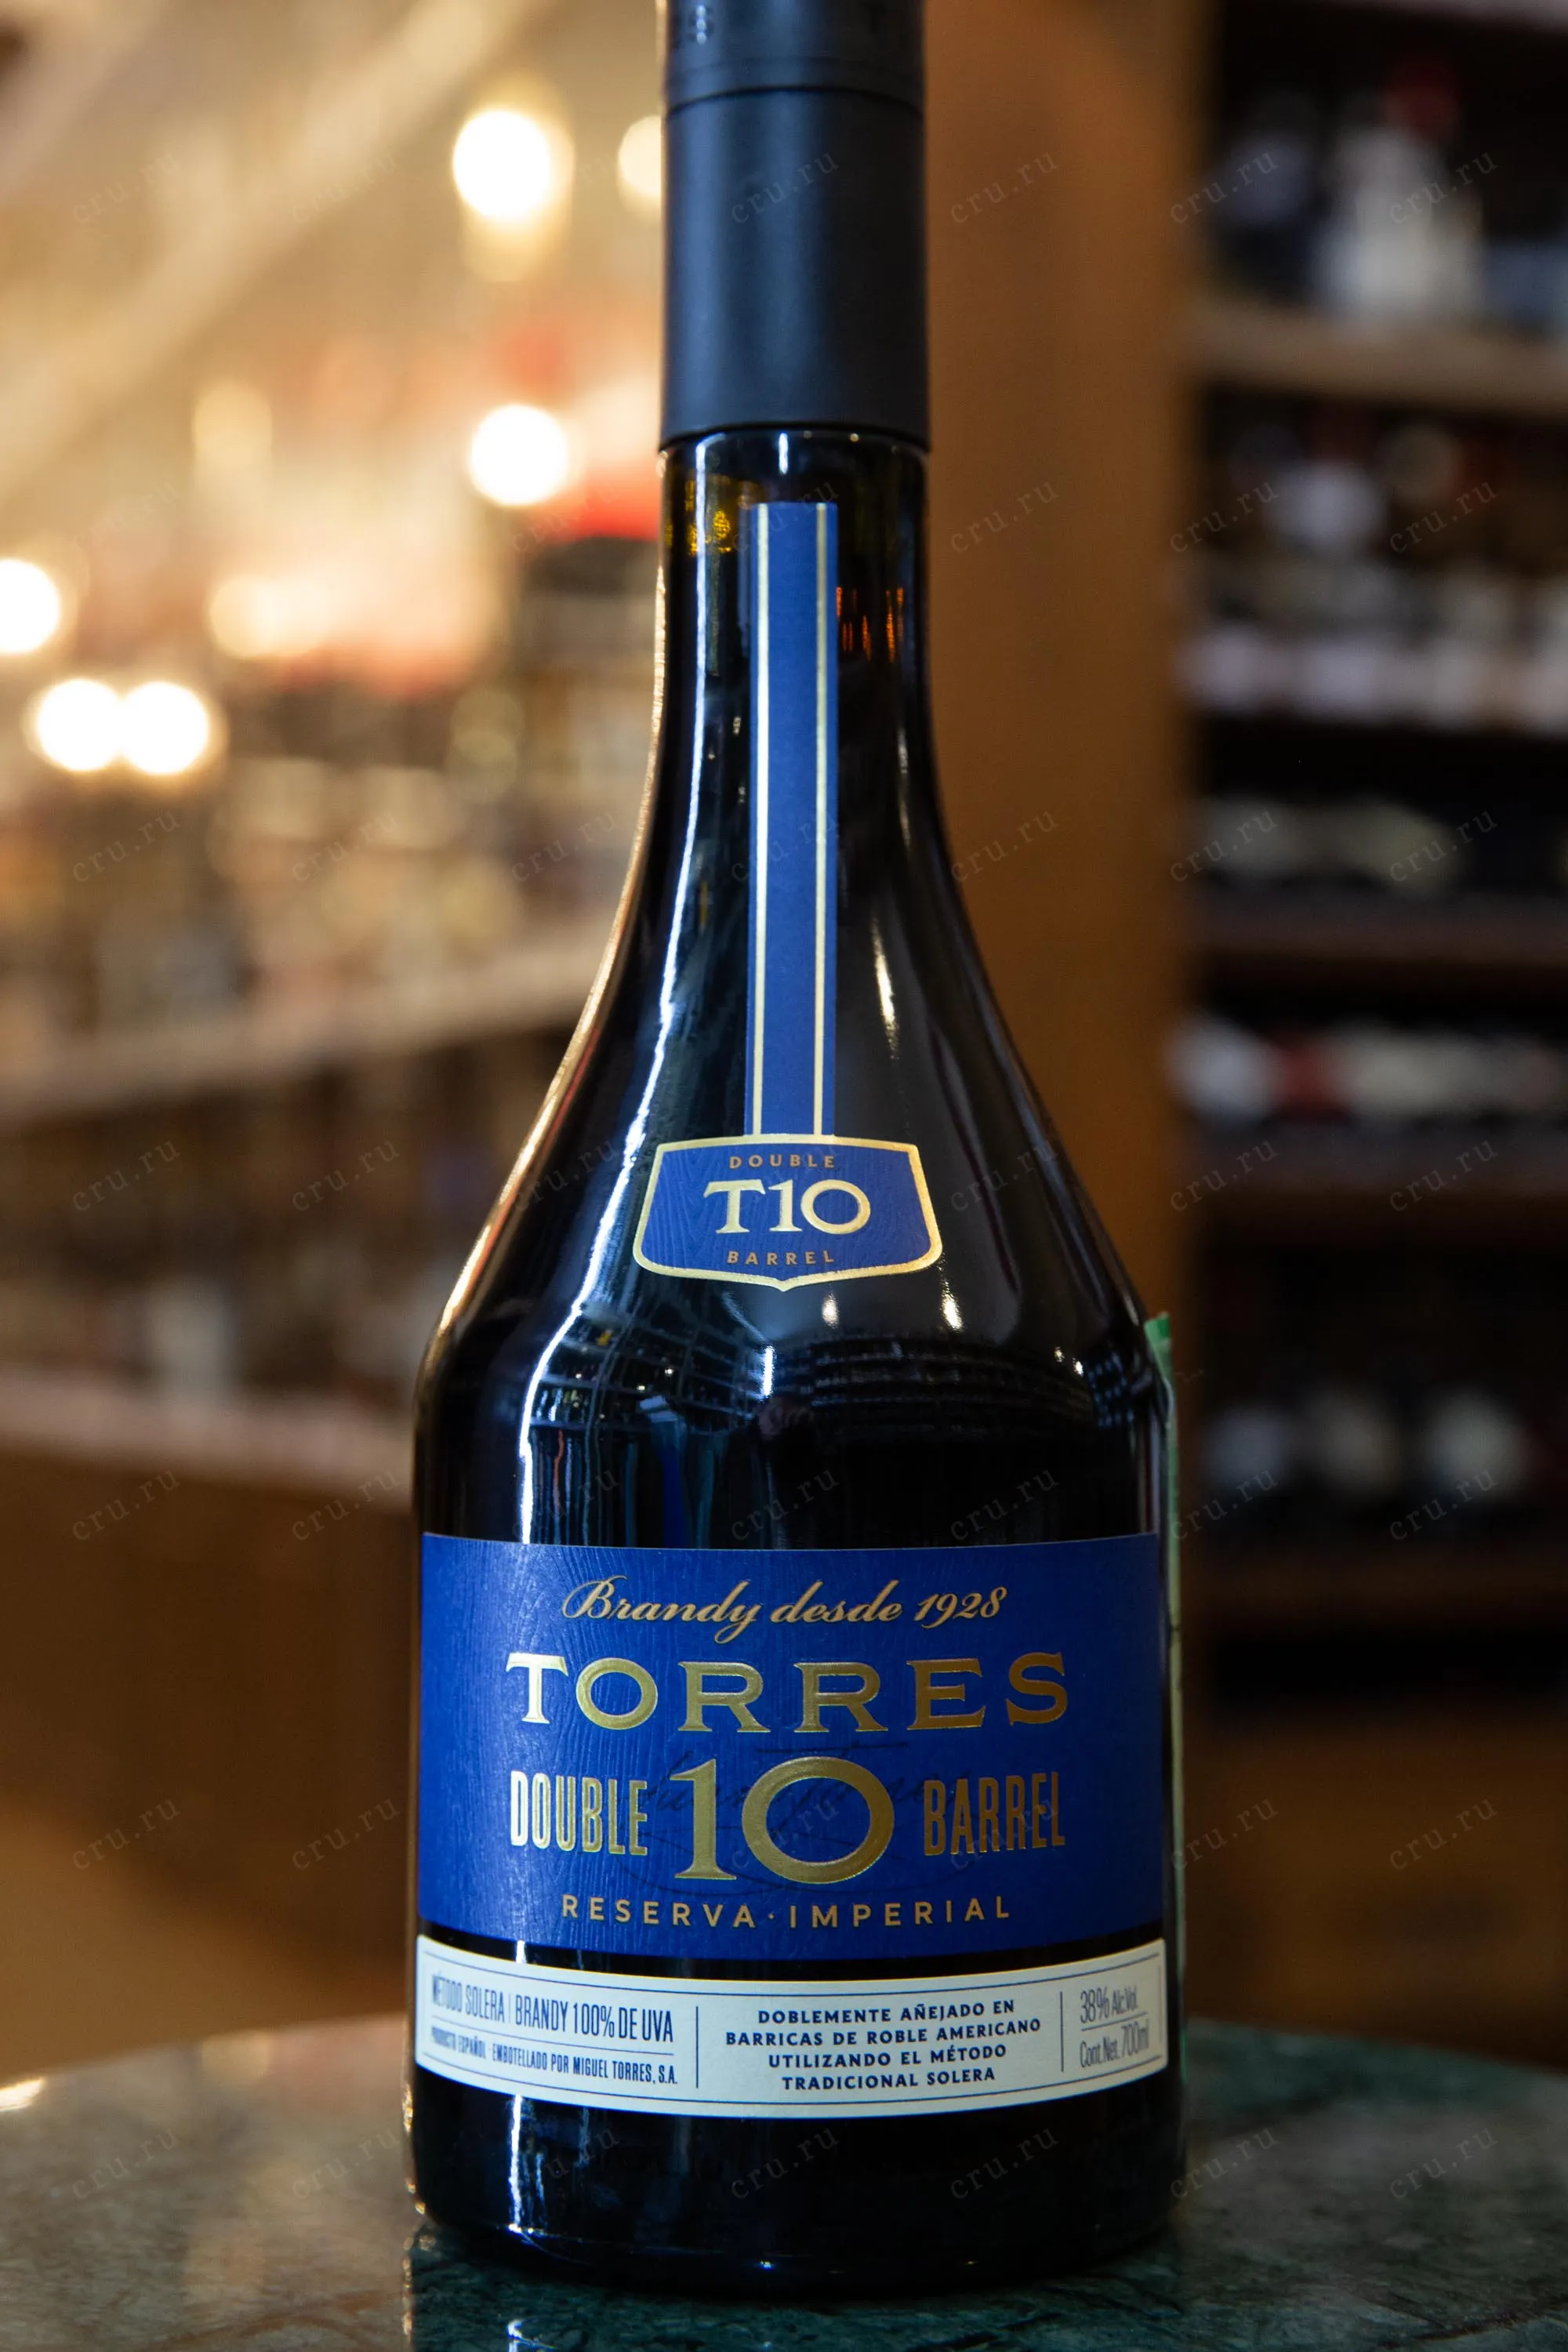 DOUBLE
T10
BARREL
Brandy desde 1928
TORRES
DOUBLE 10 BARREL
RESERVA · IMPERIAL
MÉTODO SOLERA | BRANDY 100% DE UVA
PRODUCTO ESPAÑOL · EMBOTELLADO POR MIGUEL TORRES, S.A.
DOBLEMENTE AÑEJADO EN
BARRICAS DE ROBLE AMERICANO
UTILIZANDO EL MÉTODO
TRADICIONAL SOLERA
38% Alc.Vol.
Cont. Net. 700ml
cru.ru